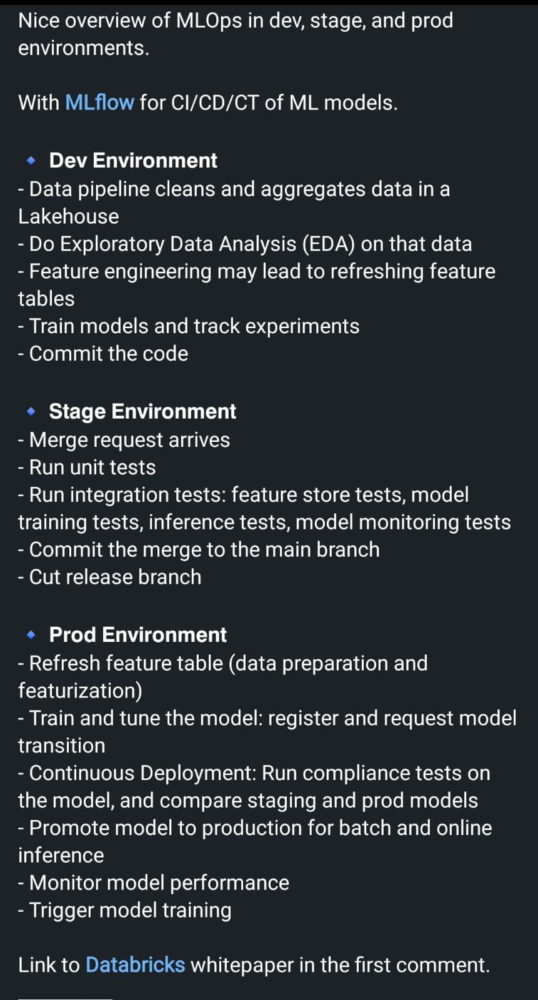 Nice overview of MLOps in dev, stage, and prod
environments.
With MLflow for CI/CD/CT of ML models.
🔹 Dev Environment
- Data pipeline cleans and aggregates data in a
Lakehouse
- Do Exploratory Data Analysis (EDA) on that data
- Feature engineering may lead to refreshing feature
tables
- Train models and track experiments
- Commit the code
🔹 Stage Environment
- Merge request arrives
- Run unit tests
- Run integration tests: feature store tests, model
training tests, inference tests, model monitoring tests
- Commit the merge to the main branch
- Cut release branch
🔹 Prod Environment
- Refresh feature table (data preparation and
featurization)
- Train and tune the model: register and request model
transition
- Continuous Deployment: Run compliance tests on
the model, and compare staging and prod models
- Promote model to production for batch and online
inference
- Monitor model performance
- Trigger model training
Link to Databricks whitepaper in the first comment.